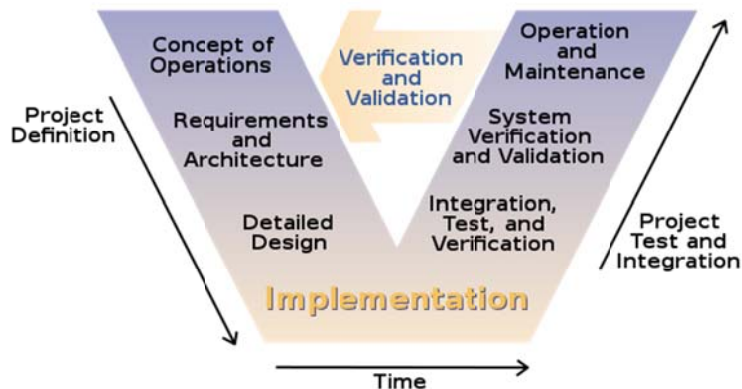 Concept of
Operations
Verification
and
Validation
Operation
and
Maintenance
Project
Definition
Requirements
and
Architecture
System
Verification
and Validation
Detailed
Design
Integration,
Test, and
Verification
Project
Test and
Integration
Implementation
Time